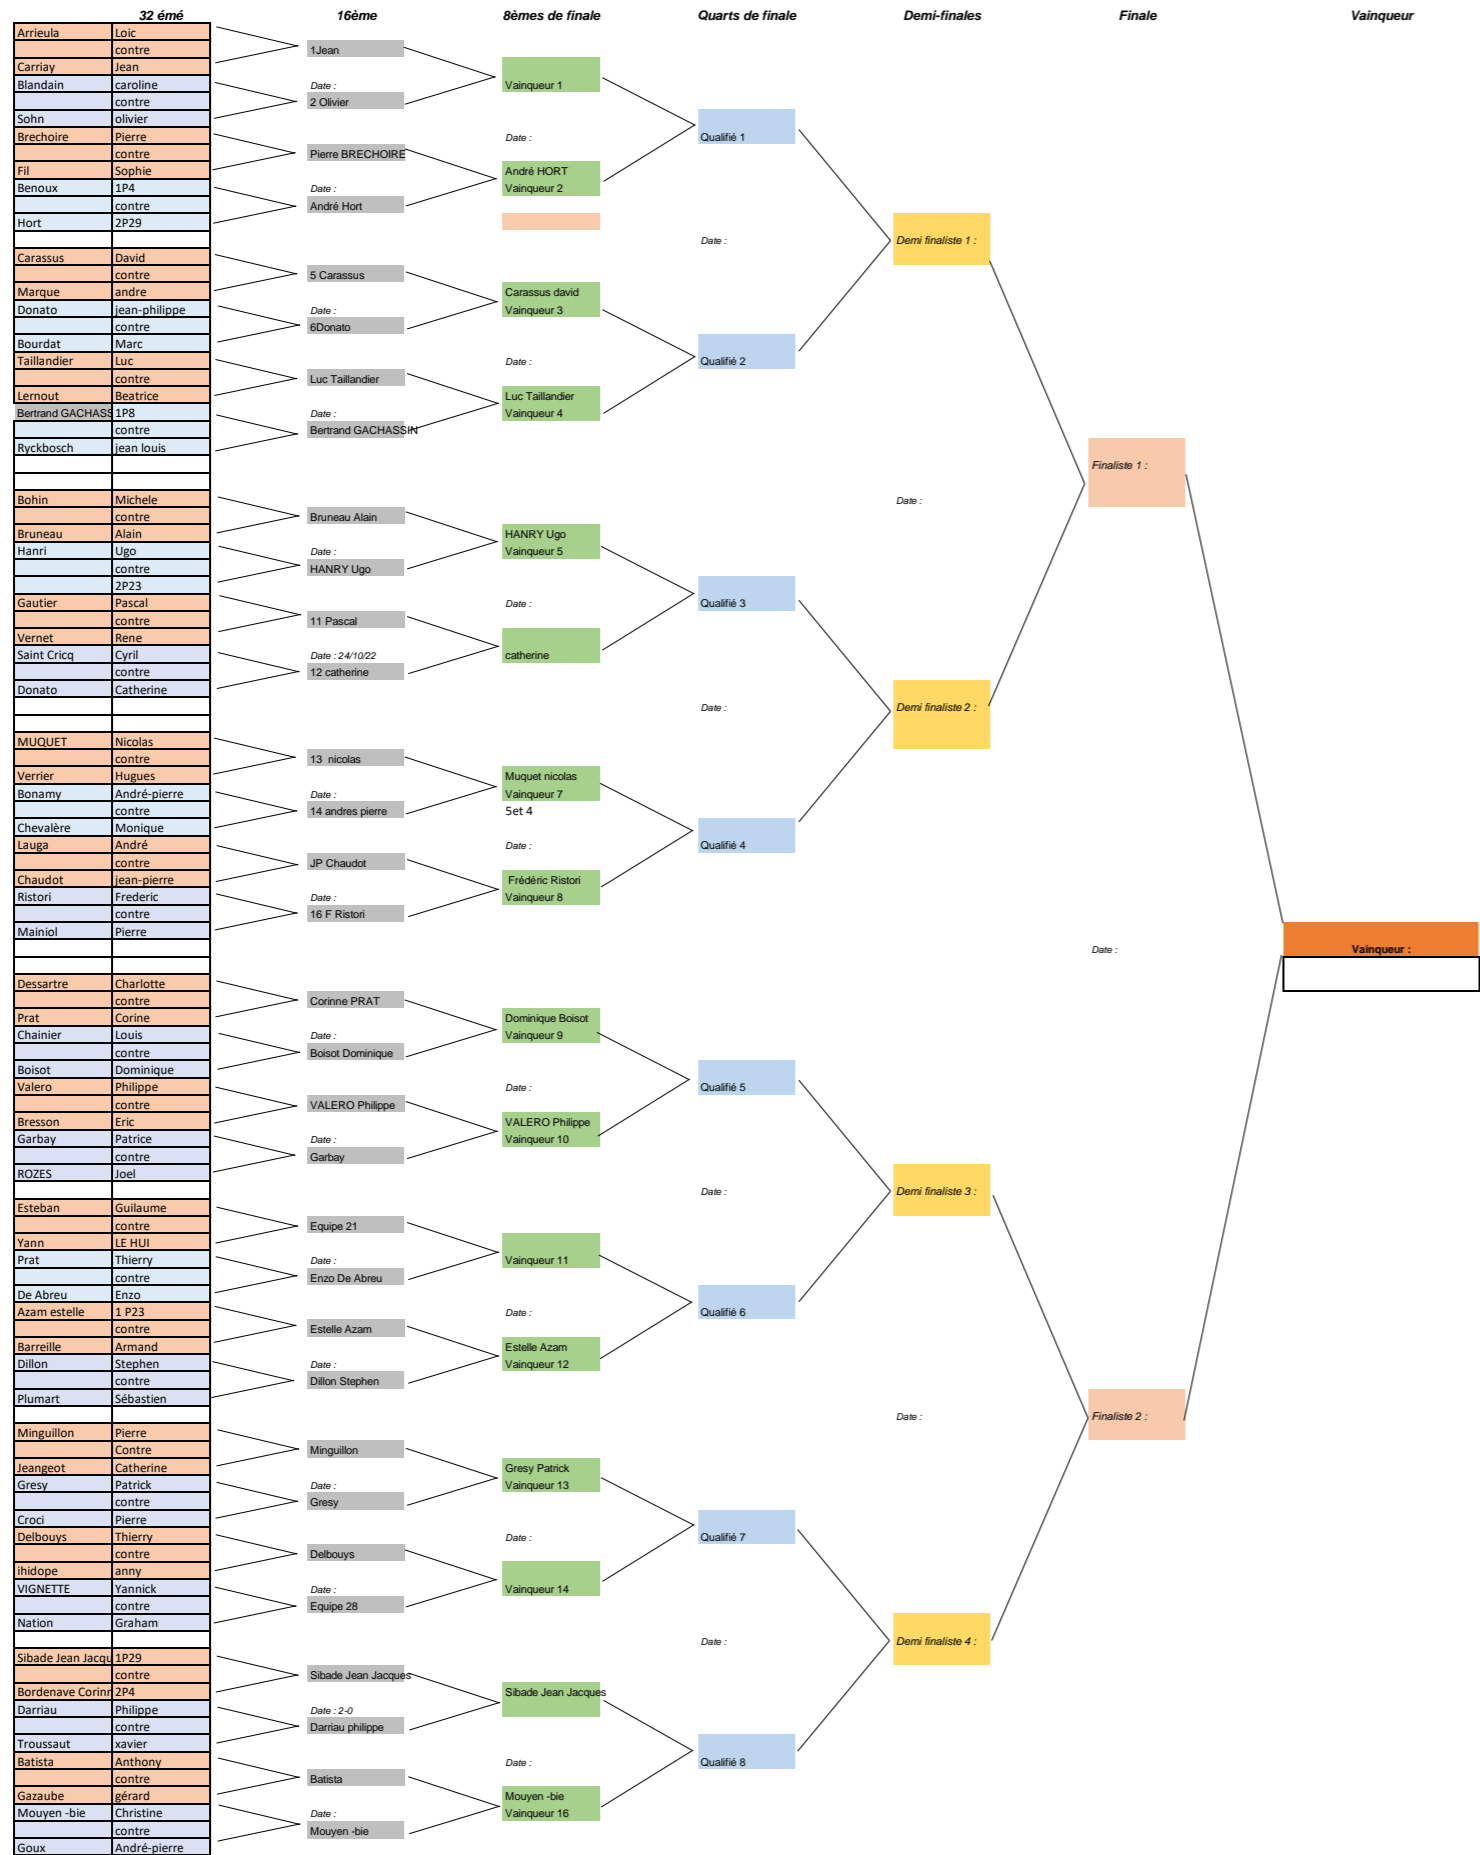 32 émé 16ème 8èmes de finale Quarts de finale Demi-finales Finale Vainqueur
Arrieula Loic
contre
1Jean
Carriay Jean
Blandain caroline
Date :
Vainqueur 1
contre
2 Olivier
Sohn olivier
Brechoire Pierre
Date :
Qualifié 1
contre
Pierre BRECHOIRE
Fil Sophie
André HORT
Benoux 1P4
Date :
Vainqueur 2
contre
André Hort
Hort 2P29
Date :
Demi finaliste 1 :
Carassus David
contre
5 Carassus
Marque andre
Carassus david
Donato jean-philippe
Date :
Vainqueur 3
contre
6Donato
Bourdat Marc
Taillandier Luc
Date :
Qualifié 2
contre
Luc Taillandier
Lernout Beatrice
Luc Taillandier
Bertrand GACHASS 1P8
Date :
Vainqueur 4
contre
Bertrand GACHASSIN
Ryckbosch jean louis
Finaliste 1 :
Bohin Michele
Date :
contre
Bruneau Alain
Bruneau Alain
HANRY Ugo
Hanri Ugo
Date :
Vainqueur 5
contre
HANRY Ugo
2P23
Gautier Pascal
Date :
Qualifié 3
contre
11 Pascal
Vernet Rene
Saint Cricq Cyril
Date : 24/10/22
catherine
contre
12 catherine
Donato Catherine
Date :
Demi finaliste 2 :
MUQUET Nicolas
contre
13 nicolas
Verrier Hugues
Muquet nicolas
Bonamy André-pierre
Date :
Vainqueur 7
contre
14 andres pierre
5et 4
Chevalère Monique
Lauga André
Date :
Qualifié 4
contre
JP Chaudot
Chaudot jean-pierre
Frédéric Ristori
Ristori Frederic
Date :
Vainqueur 8
contre
16 F Ristori
Mainiol Pierre
Date :
Vainqueur :
Dessartre Charlotte
contre
Corinne PRAT
Prat Corine
Dominique Boisot
Chainier Louis
Date :
Vainqueur 9
contre
Boisot Dominique
Boisot Dominique
Valero Philippe
Date :
Qualifié 5
contre
VALERO Philippe
Bresson Eric
VALERO Philippe
Garbay Patrice
Date :
Vainqueur 10
contre
Garbay
ROZES Joel
Date :
Demi finaliste 3 :
Esteban Guilaume
contre
Equipe 21
Yann LE HUI
Prat Thierry
Date :
Vainqueur 11
contre
Enzo De Abreu
De Abreu Enzo
Azam estelle 1 P23
Date :
Qualifié 6
contre
Estelle Azam
Barreille Armand
Estelle Azam
Dillon Stephen
Date :
Vainqueur 12
contre
Dillon Stephen
Plumart Sébastien
Date :
Finaliste 2 :
Minguillon Pierre
Contre
Minguillon
Jeangeot Catherine
Gresy Patrick
Gresy Patrick
Date :
Vainqueur 13
contre
Gresy
Croci Pierre
Delbouys Thierry
Date :
Qualifié 7
contre
Delbouys
ihidope anny
VIGNETTE Yannick
Date :
Vainqueur 14
contre
Equipe 28
Nation Graham
Date :
Demi finaliste 4 :
Sibade Jean Jacqu 1P29
contre
Sibade Jean Jacques
Bordenave Corinr 2P4
Sibade Jean Jacques
Darriau Philippe
Date : 2-0
contre
Darriau philippe
Troussaut xavier
Batista Anthony
Date :
Qualifié 8
contre
Batista
Gazaube gérard
Mouyen -bie
Mouyen -bie Christine
Date :
Vainqueur 16
contre
Mouyen -bie
Goux André-pierre